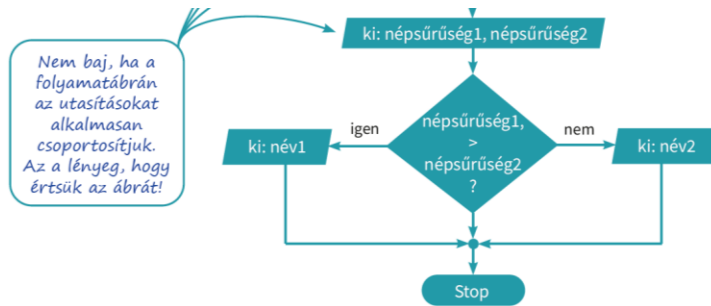 ki: népsűrűség1, népsűrűség2
Nem baj, ha a
folyamatábrán
az utasításokat
alkalmasan
csoportosítjuk.
Az a lényeg, hogy
értsük az ábrát!
népsűrűség1,
>
népsűrűség2
?
igen
nem
ki: név1
ki: név2
Stop